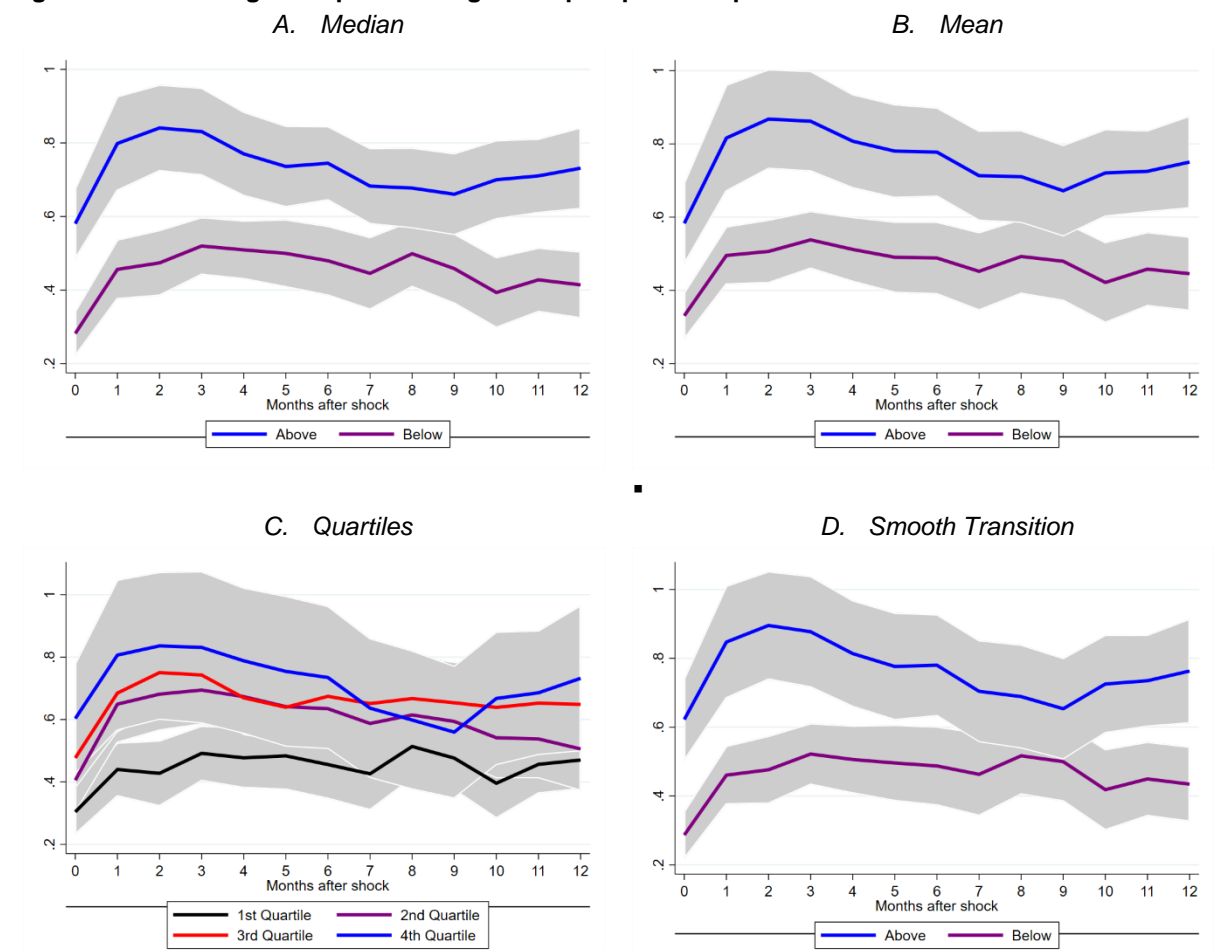 A. Median
B. Mean
.2 .4 .6 .8 1
0 1 2 3 4 5 6 7 8 9 10 11 12
Months after shock
Above Below
.2 .4 .6 .8 1
0 1 2 3 4 5 6 7 8 9 10 11 12
Months after shock
Above Below
C. Quartiles
D. Smooth Transition
.2 .4 .6 .8 1
0 1 2 3 4 5 6 7 8 9 10 11 12
Months after shock
1st Quartile 2nd Quartile
3rd Quartile 4th Quartile
.2 .4 .6 .8 1
0 1 2 3 4 5 6 7 8 9 10 11 12
Months after shock
Above Below